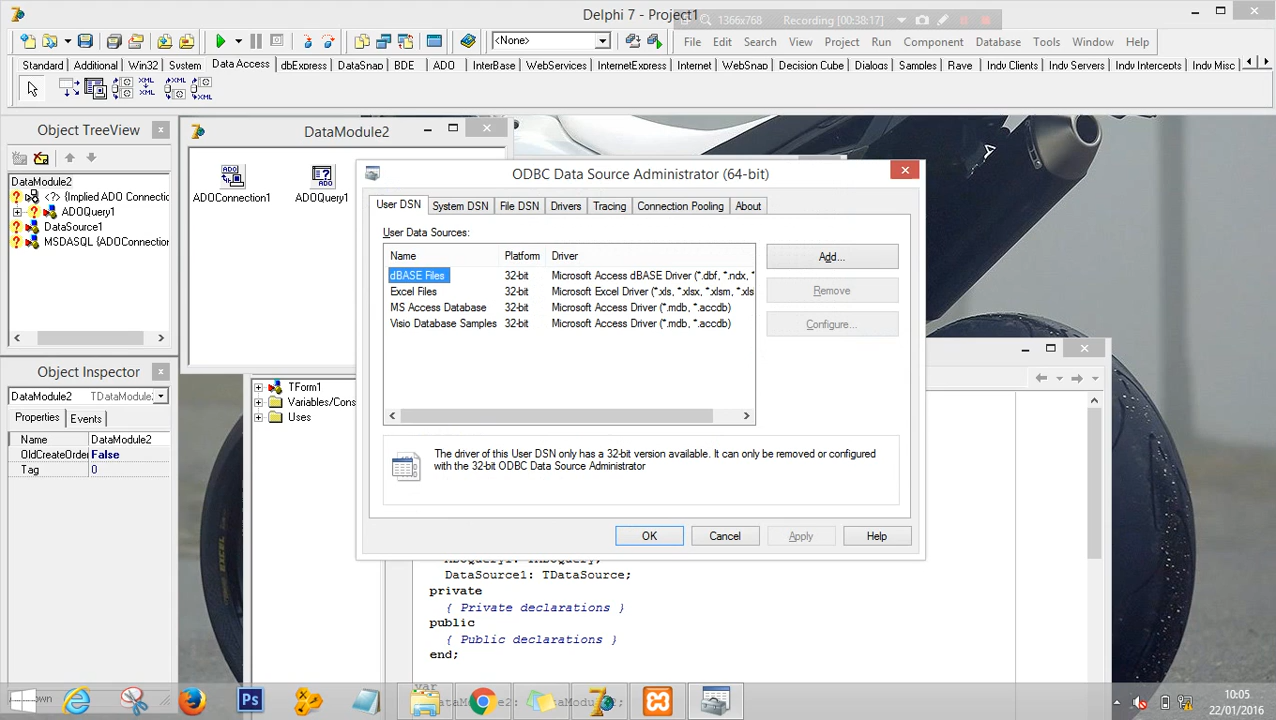 Delphi 7 - Project1
1366x768 Recording [00:38:17]
<None>
File Edit Search View Project Run Component Database Tools Window Help
Standard Additional Win32 System Data Access dbExpress DataSnap BDE ADO InterBase WebServices InternetExpress Internet WebSnap Decision Cube Dialogs Samples Rave Indy Clients Indy Servers Indy Intercepts Indy Misc
Object TreeView
DataModule2
<?> {Implied ADO Connectic
ADOQuery1
DataSource1
MSDASQL {ADOConnection
DataModule2
ADOConnection1 ADOQuery1
ODBC Data Source Administrator (64-bit)
User DSN System DSN File DSN Drivers Tracing Connection Pooling About
User Data Sources:
Name Platform Driver
dBASE Files 32-bit Microsoft Access dBASE Driver (*.dbf, *.ndx, *
Excel Files 32-bit Microsoft Excel Driver (*.xls, *.xlsx, *.xlsm, *.xls
MS Access Database 32-bit Microsoft Access Driver (*.mdb, *.accdb)
Visio Database Samples 32-bit Microsoft Access Driver (*.mdb, *.accdb)
Add...
Remove
Configure...
The driver of this User DSN only has a 32-bit version available. It can only be removed or configured
with the 32-bit ODBC Data Source Administrator
OK Cancel Apply Help
Object Inspector
DataModule2 TDataModule
Properties Events
Name DataModule2
OldCreateOrder False
Tag 0
TForm1
Variables/Cons
Uses
DataSource1: TDataSource;
private
{ Private declarations }
public
{ Public declarations }
end;
var
DataModule2: TDataModule2;
Ps
10:05
22/01/2016